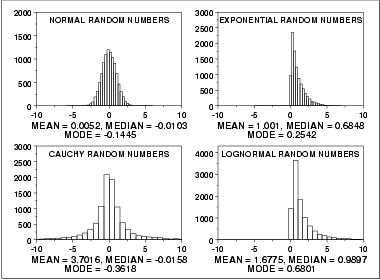 NORMAL RANDOM NUMBERS
2000
1500
1000
500
0
-10 -5 0 5 10
MEAN = 0.0052, MEDIAN = -0.0103
MODE = -0.1445
EXPONENTIAL RANDOM NUMBERS
3000
2500
2000
1500
1000
500
0
-10 -5 0 5 10
MEAN = 1.001, MEDIAN = 0.6848
MODE = 0.2542
CAUCHY RANDOM NUMBERS
3000
2500
2000
1500
1000
500
0
-10 -5 0 5 10
MEAN = 3.7016, MEDIAN = -0.0158
MODE = -0.3618
LOGNORMAL RANDOM NUMBERS
4000
3000
2000
1000
0
-10 -5 0 5 10
MEAN = 1.6775, MEDIAN = 0.9897
MODE = 0.6801